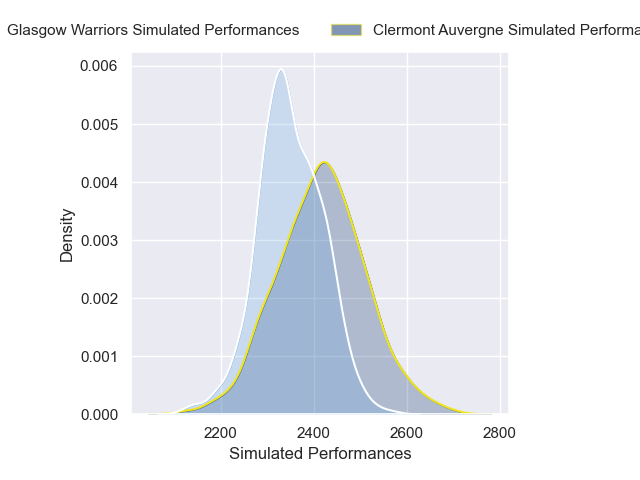 Glasgow Warriors Simulated Performances
Clermont Auvergne Simulated Performa
0.006
0.005
0.004
0.003
0.002
0.001
0.000
Density
2200 2400 2600 2800
Simulated Performances